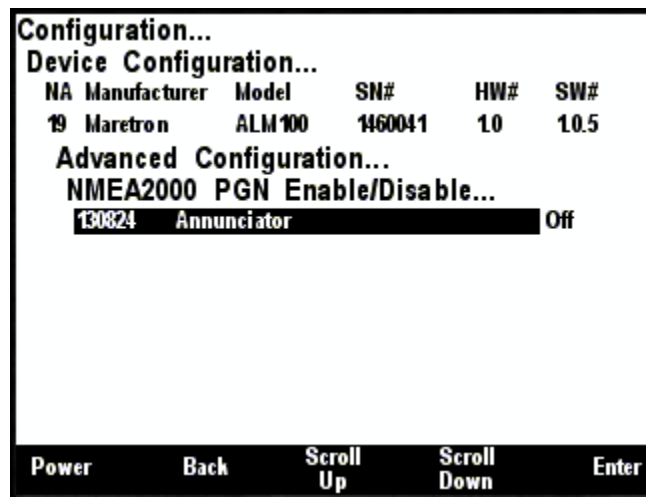 Configuration...
Device Configuration...
NA Manufacturer Model SN# HW# SW#
19 Maretron ALM100 1460041 1.0 1.0.5
Advanced Configuration...
NMEA2000 PGN Enable/Disable...
130824 Annunciator Off
Power Back Scroll Up Scroll Down Enter